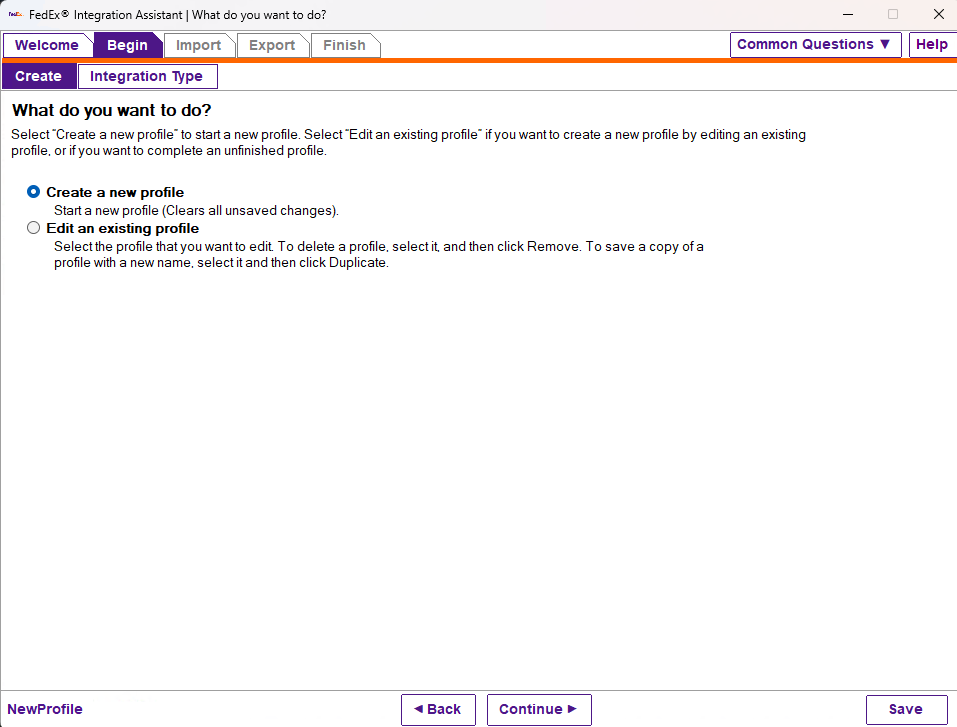 FedEx® Integration Assistant | What do you want to do?
Welcome Begin Import Export Finish Common Questions ▼ Help
Create Integration Type
What do you want to do?
Select "Create a new profile" to start a new profile. Select "Edit an existing profile" if you want to create a new profile by editing an existing
profile, or if you want to complete an unfinished profile.
Create a new profile
Start a new profile (Clears all unsaved changes).
Edit an existing profile
Select the profile that you want to edit. To delete a profile, select it, and then click Remove. To save a copy of a
profile with a new name, select it and then click Duplicate.
NewProfile ◄ Back Continue ► Save